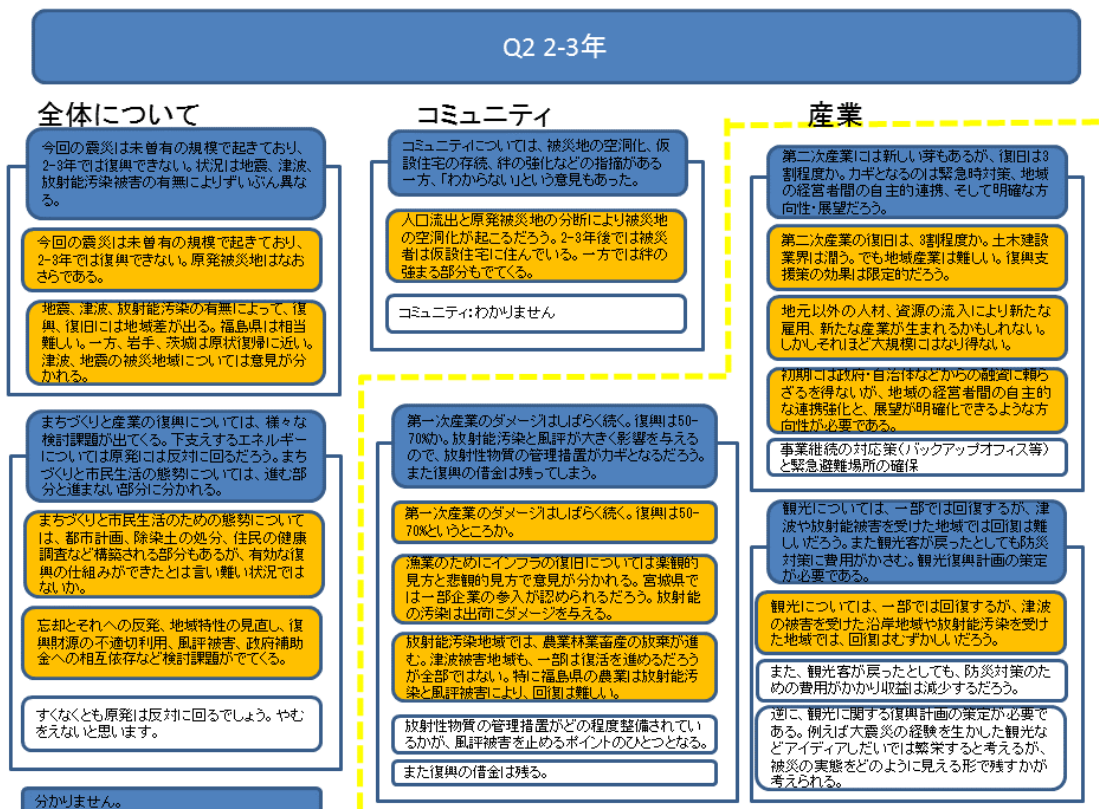 Q2 2-3年
全体について
今回の震災は未曽有の規模で起きており、
2-3年では復興できない。状況は地震、津波、
放射能汚染被害の有無によりずいぶん異な
る。
今回の震災は未曽有の規模で起きており、
2-3年では復興できない。原発被災地はなお
さらである。
地震、津波、放射能汚染の有無によって、復
興、復旧には地域差が出る。福島県は相当
難しい。一方、岩手、茨城は原状復帰に近い。
津波、地震の被災地域については意見が分
かれる。
まちづくりと産業の復興については、様々な
検討課題が出てくる。下支えするエネルギー
については原発には反対に回るだろう。まち
づくりと市民生活の態勢については、進む部
分と進まない部分に分かれる。
まちづくりと市民生活のための態勢について
は、都市計画、除染土の処分、住民の健康
調査など構築される部分もあるが、有効な復
興の仕組みができたとは言い難い状況では
ないか。
忘却とそれへの反発、地域特性の見直し、復
興財源の不適切利用、風評被害、政府補助
金への相互依存など検討課題がでてくる。
すくなくとも原発は反対に回るでしょう。やむ
をえないと思います。
分かりません。
コミュニティ
コミュニティについては、被災地の空洞化、仮
設住宅の存続、絆の強化などの指摘がある
一方、「わからない」という意見もあった。
人口流出と原発被災地の分断により被災地
の空洞化が起こるだろう。2-3年後では被災
者は仮設住宅に住んでいる。一方では絆の
強まる部分もでてくる。
コミュニティ:わかりません
第一次産業のダメージはしばらく続く。復興は50-
70%か。放射能汚染と風評が大きく影響を与える
ので、放射性物質の管理措置がカギとなるだろう。
また復興の借金は残ってしまう。
第一次産業のダメージはしばらく続く。復興は50-
70%というところか。
漁業のためにインフラの復旧については楽観的
見方と悲観的見方で意見が分かれる。宮城県で
は一部企業の参入が認められるだろう。放射能
の汚染は出荷にダメージを与える。
放射能汚染地域では、農業林業畜産の放棄が進
む。津波被害地域も、一部は復活を進めるだろう
が全部ではない。特に福島県の農業は放射能汚
染と風評被害により、回復は難しい。
放射性物質の管理措置がどの程度整備されてい
るかが、風評被害を止めるポイントのひとつとなる。
また復興の借金は残る。
産業
第二次産業には新しい芽もあるが、復旧は3
割程度か。カギとなるのは緊急時対策、地域
の経営者間の自主的連携、そして明確な方
向性・展望だろう。
第二次産業の復旧は、3割程度か。土木建設
業界は潤う。でも地域産業は難しい。復興支
援策の効果は限定的だろう。
地元以外の人材、資源の流入により新たな
雇用、新たな産業が生まれるかもしれない。
しかしそれほど大規模にはなり得ない。
初期には政府・自治体などからの融資に頼ら
ざるを得ないが、地域の経営者間の自主的
な連携強化と、展望が明確化できるような方
向性が必要である。
事業継続の対応策(バックアップオフィス等)
と緊急避難場所の確保
観光については、一部では回復するが、津
波や放射能被害を受けた地域では回復は難
しいだろう。また観光客が戻ったとしても防災
対策に費用がかさむ。観光復興計画の策定
が必要である。
観光については、一部では回復するが、津波
の被害を受けた沿岸地域や放射能汚染を受け
た地域では、回復はむずかしいだろう。
また、観光客が戻ったとしても、防災対策のた
めの費用がかかり収益は減少するだろう。
逆に、観光に関する復興計画の策定が必要で
ある。例えば大震災の経験を生かした観光な
どアイディアしだいでは繁栄すると考えるが、
被災の実態をどのように見える形で残すかが
考えられる。